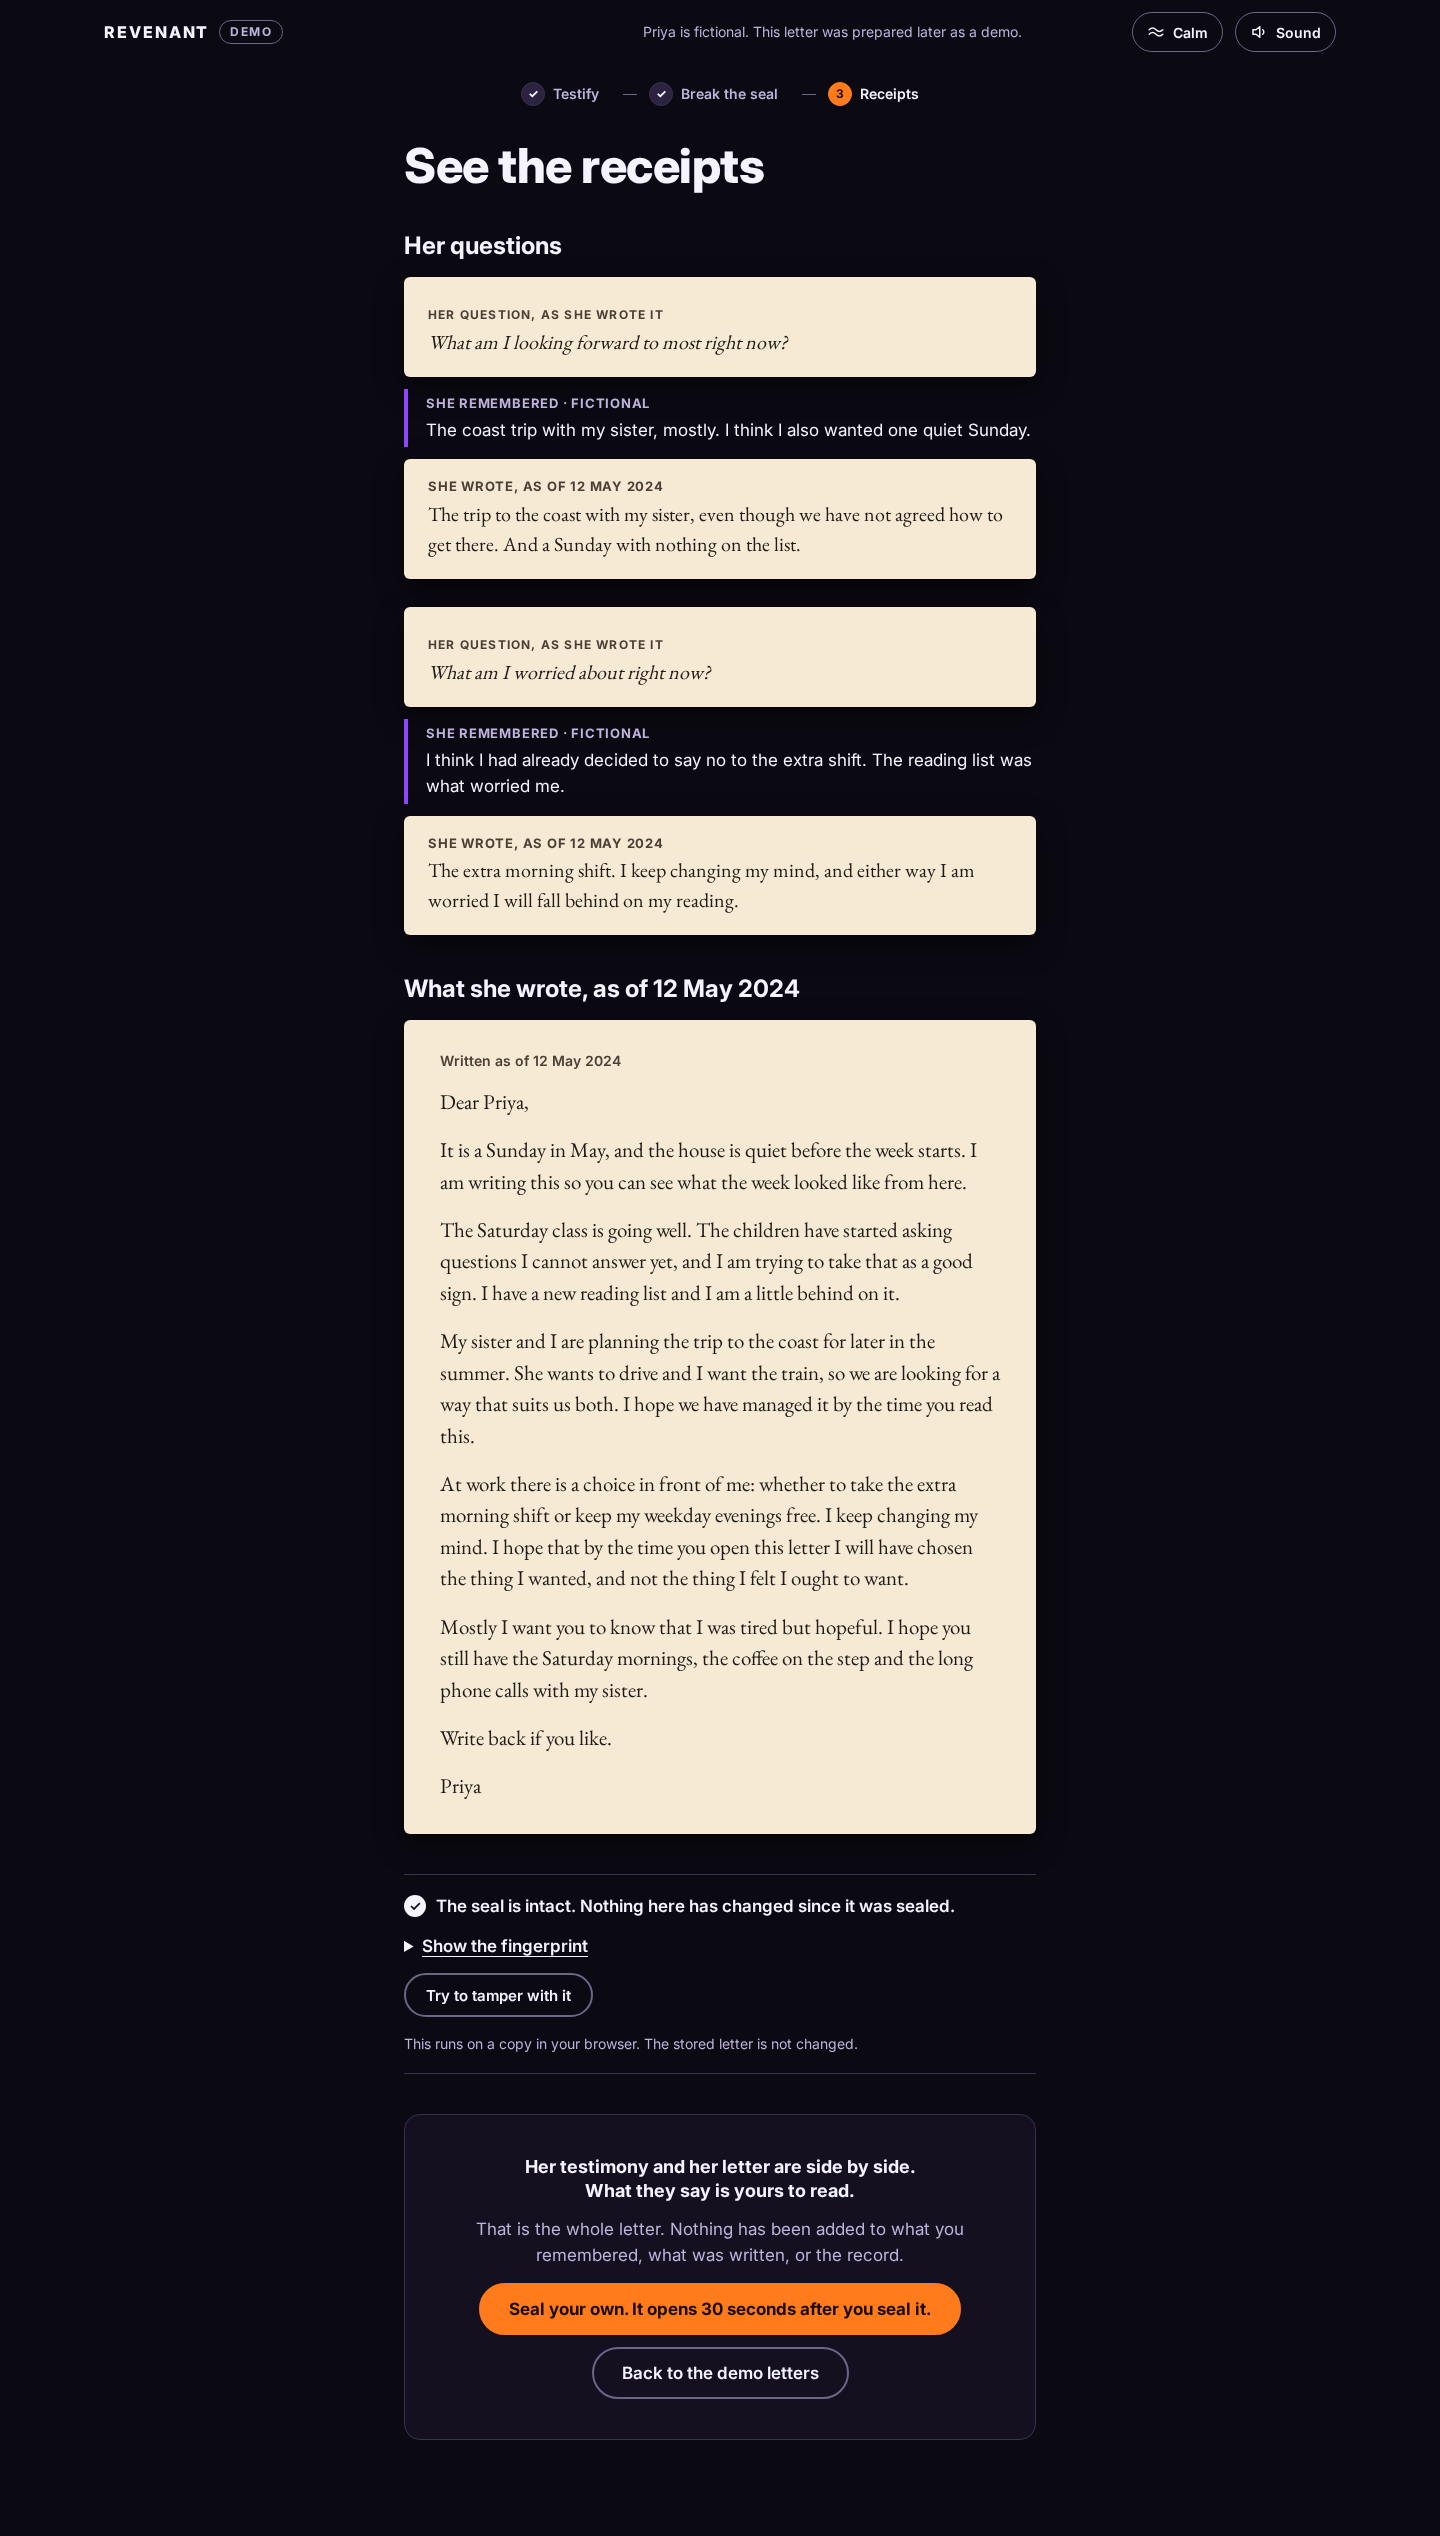 REVENANT
DEMO
Priya is fictional. This letter was prepared later as a demo.
Calm
Sound
Testify
Break the seal
3
Receipts
See the receipts
Her questions
HER QUESTION, AS SHE WROTE IT
What am I looking forward to most right now?
SHE REMEMBERED · FICTIONAL
The coast trip with my sister, mostly. I think I also wanted one quiet Sunday.
SHE WROTE, AS OF 12 MAY 2024
The trip to the coast with my sister, even though we have not agreed how to
get there. And a Sunday with nothing on the list.
HER QUESTION, AS SHE WROTE IT
What am I worried about right now?
SHE REMEMBERED · FICTIONAL
I think I had already decided to say no to the extra shift. The reading list was
what worried me.
SHE WROTE, AS OF 12 MAY 2024
The extra morning shift. I keep changing my mind, and either way I am
worried I will fall behind on my reading.
What she wrote, as of 12 May 2024
Written as of 12 May 2024
Dear Priya,
It is a Sunday in May, and the house is quiet before the week starts. I
am writing this so you can see what the week looked like from here.
The Saturday class is going well. The children have started asking
questions I cannot answer yet, and I am trying to take that as a good
sign. I have a new reading list and I am a little behind on it.
My sister and I are planning the trip to the coast for later in the
summer. She wants to drive and I want the train, so we are looking for a
way that suits us both. I hope we have managed it by the time you read
this.
At work there is a choice in front of me: whether to take the extra
morning shift or keep my weekday evenings free. I keep changing my
mind. I hope that by the time you open this letter I will have chosen
the thing I wanted, and not the thing I felt I ought to want.
Mostly I want you to know that I was tired but hopeful. I hope you
still have the Saturday mornings, the coffee on the step and the long
phone calls with my sister.
Write back if you like.
Priya
The seal is intact. Nothing here has changed since it was sealed.
Show the fingerprint
Try to tamper with it
This runs on a copy in your browser. The stored letter is not changed.
Her testimony and her letter are side by side.
What they say is yours to read.
That is the whole letter. Nothing has been added to what you
remembered, what was written, or the record.
Seal your own. It opens 30 seconds after you seal it.
Back to the demo letters